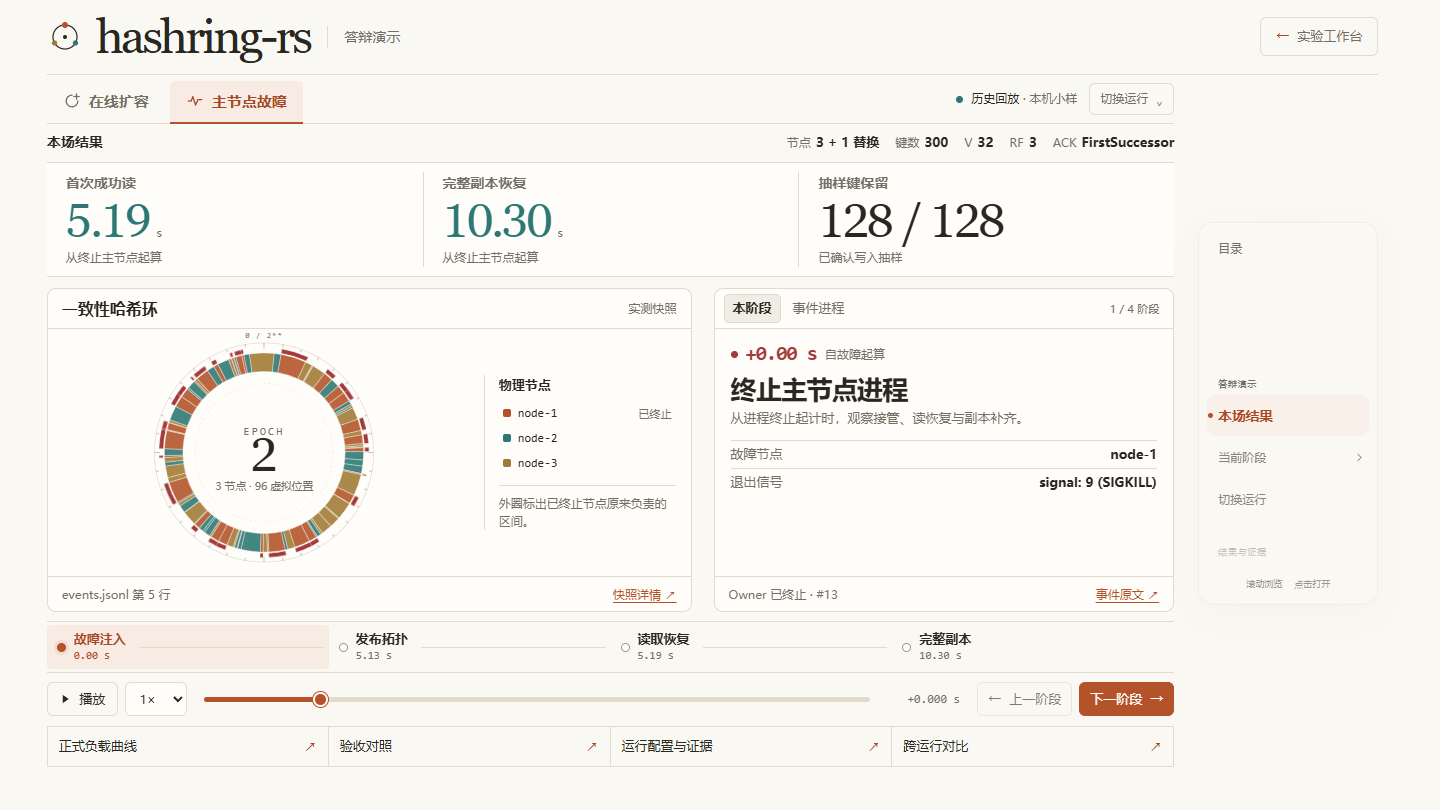 hashring-rs
答辩演示
← 实验工作台
在线扩容
主节点故障
历史回放 · 本机小样
切换运行
本场结果
节点 3 + 1 替换 键数 300 V 32 RF 3 ACK FirstSuccessor
首次成功读
5.19 s
从终止主节点起算
完整副本恢复
10.30 s
从终止主节点起算
抽样键保留
128 / 128
已确认写入抽样
一致性哈希环
实测快照
0 / 2⁶⁴
EPOCH
2
3 节点 · 96 虚拟位置
物理节点
node-1 已终止
node-2
node-3
外圈标出已终止节点原来负责的
区间。
events.jsonl 第 5 行
快照详情 ↗
本阶段
事件进程
1 / 4 阶段
+0.00 s 自故障起算
终止主节点进程
从进程终止起计时，观察接管、读恢复与副本补齐。
故障节点 node-1
退出信号 signal: 9 (SIGKILL)
Owner 已终止 · #13
事件原文 ↗
目录
答辩演示
本场结果
当前阶段
切换运行
结果与证据
滚动浏览 点击打开
故障注入
0.00 s
发布拓扑
5.13 s
读取恢复
5.19 s
完整副本
10.30 s
播放
1×
+0.000 s
← 上一阶段
下一阶段 →
正式负载曲线 ↗
验收对照 ↗
运行配置与证据 ↗
跨运行对比 ↗